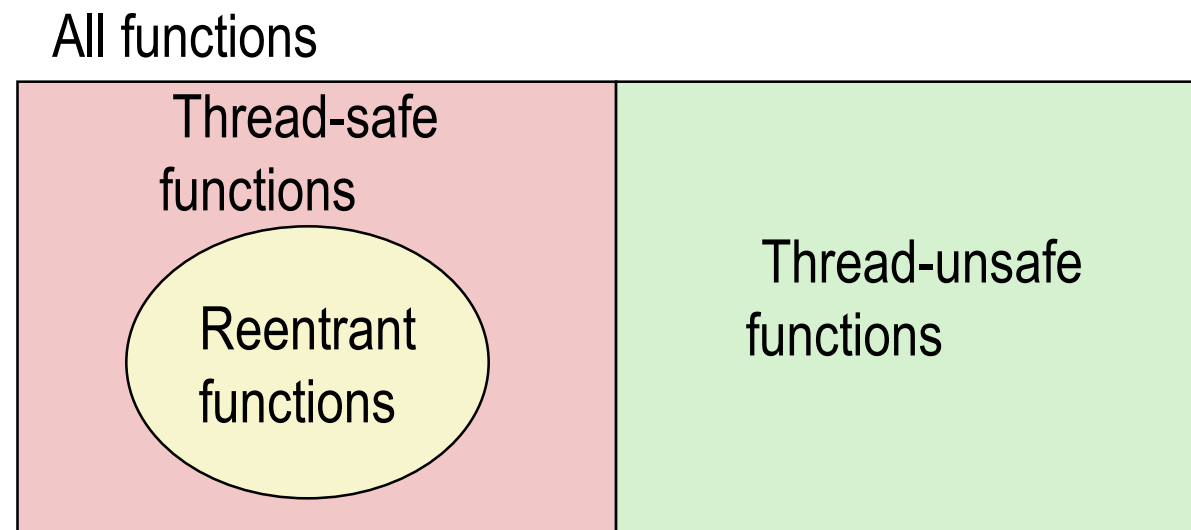 All functions
Thread-safe
functions
Reentrant
functions
Thread-unsafe
functions